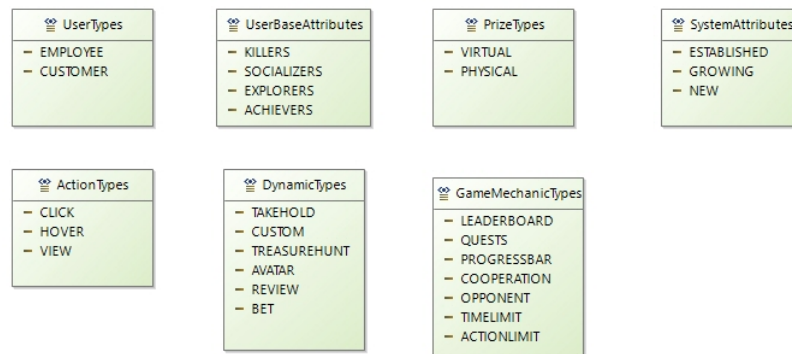 UserTypes
EMPLOYEE
CUSTOMER
UserBaseAttributes
KILLERS
SOCIALIZERS
EXPLORERS
ACHIEVERS
PrizeTypes
VIRTUAL
PHYSICAL
SystemAttributes
ESTABLISHED
GROWING
NEW
ActionTypes
CLICK
HOVER
VIEW
DynamicTypes
TAKEHOLD
CUSTOM
TREASUREHUNT
AVATAR
REVIEW
BET
GameMechanicTypes
LEADERBOARD
QUESTS
PROGRESSBAR
COOPERATION
OPPONENT
TIMELIMIT
ACTIONLIMIT